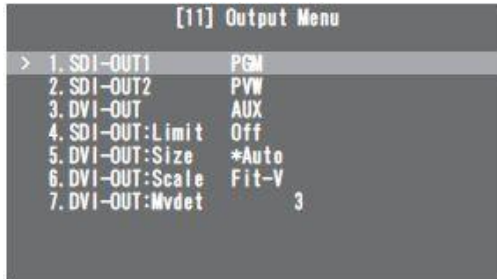 [11] Output Menu
> 1.SDI-OUT1 PGM
2.SDI-OUT2 PVW
3.DVI-OUT AUX
4.SDI-OUT:Limit Off
5.DVI-OUT:Size *Auto
6.DVI-OUT:Scale Fit-V
7.DVI-OUT:Mvdet 3